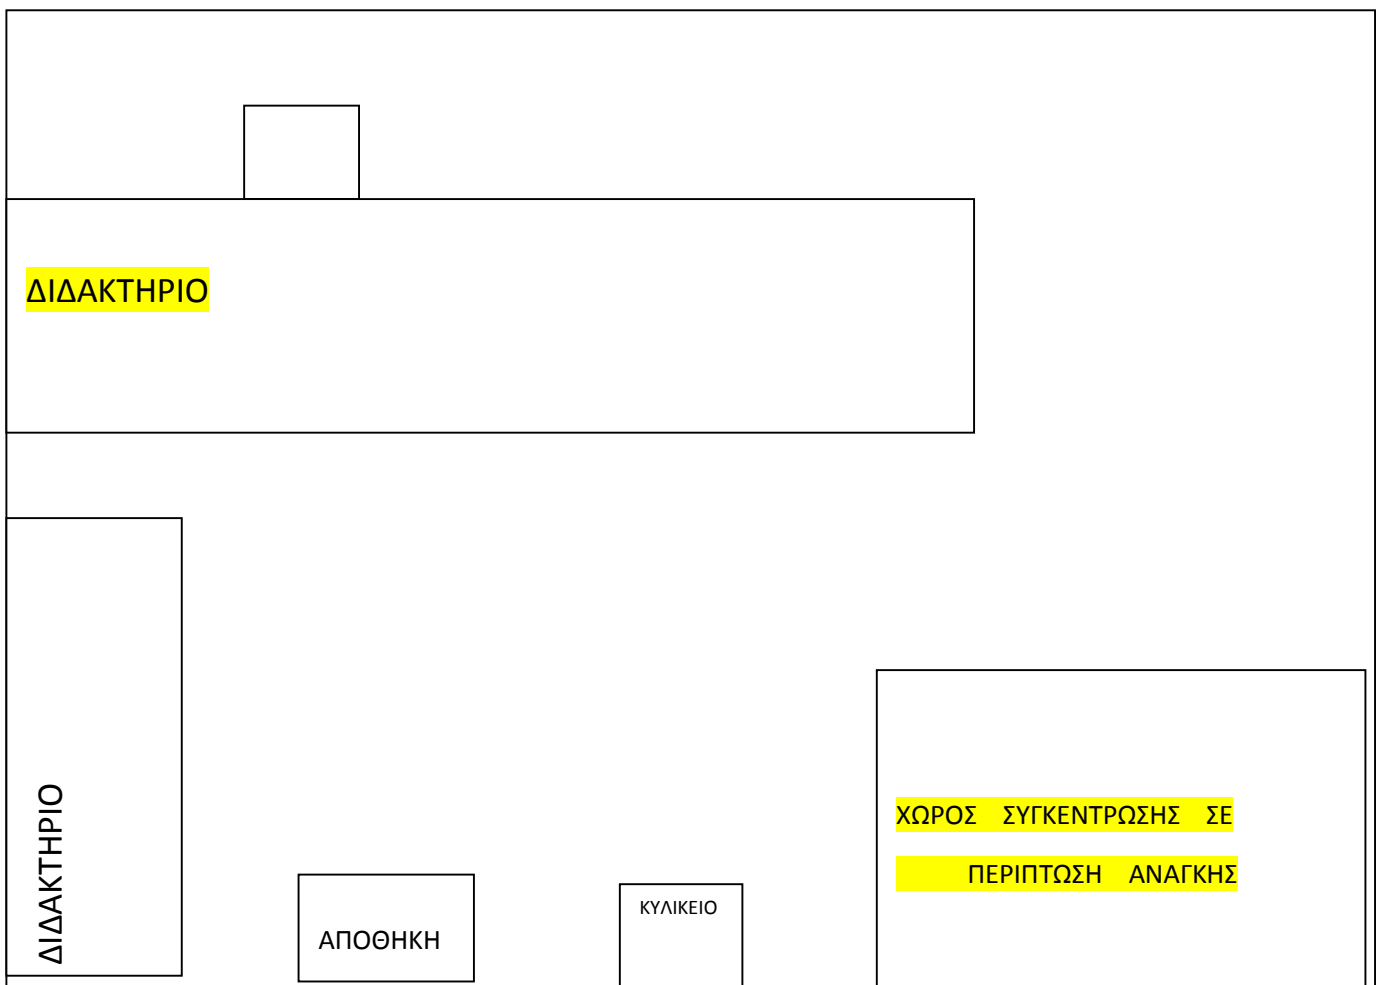 ΔΙΔΑΚΤΗΡΙΟ
ΔΙΔΑΚΤΗΡΙΟ
ΑΠΟΘΗΚΗ
ΚΥΛΙΚΕΙΟ
ΧΩΡΟΣ ΣΥΓΚΕΝΤΡΩΣΗΣ ΣΕ
ΠΕΡΙΠΤΩΣΗ ΑΝΑΓΚΗΣ